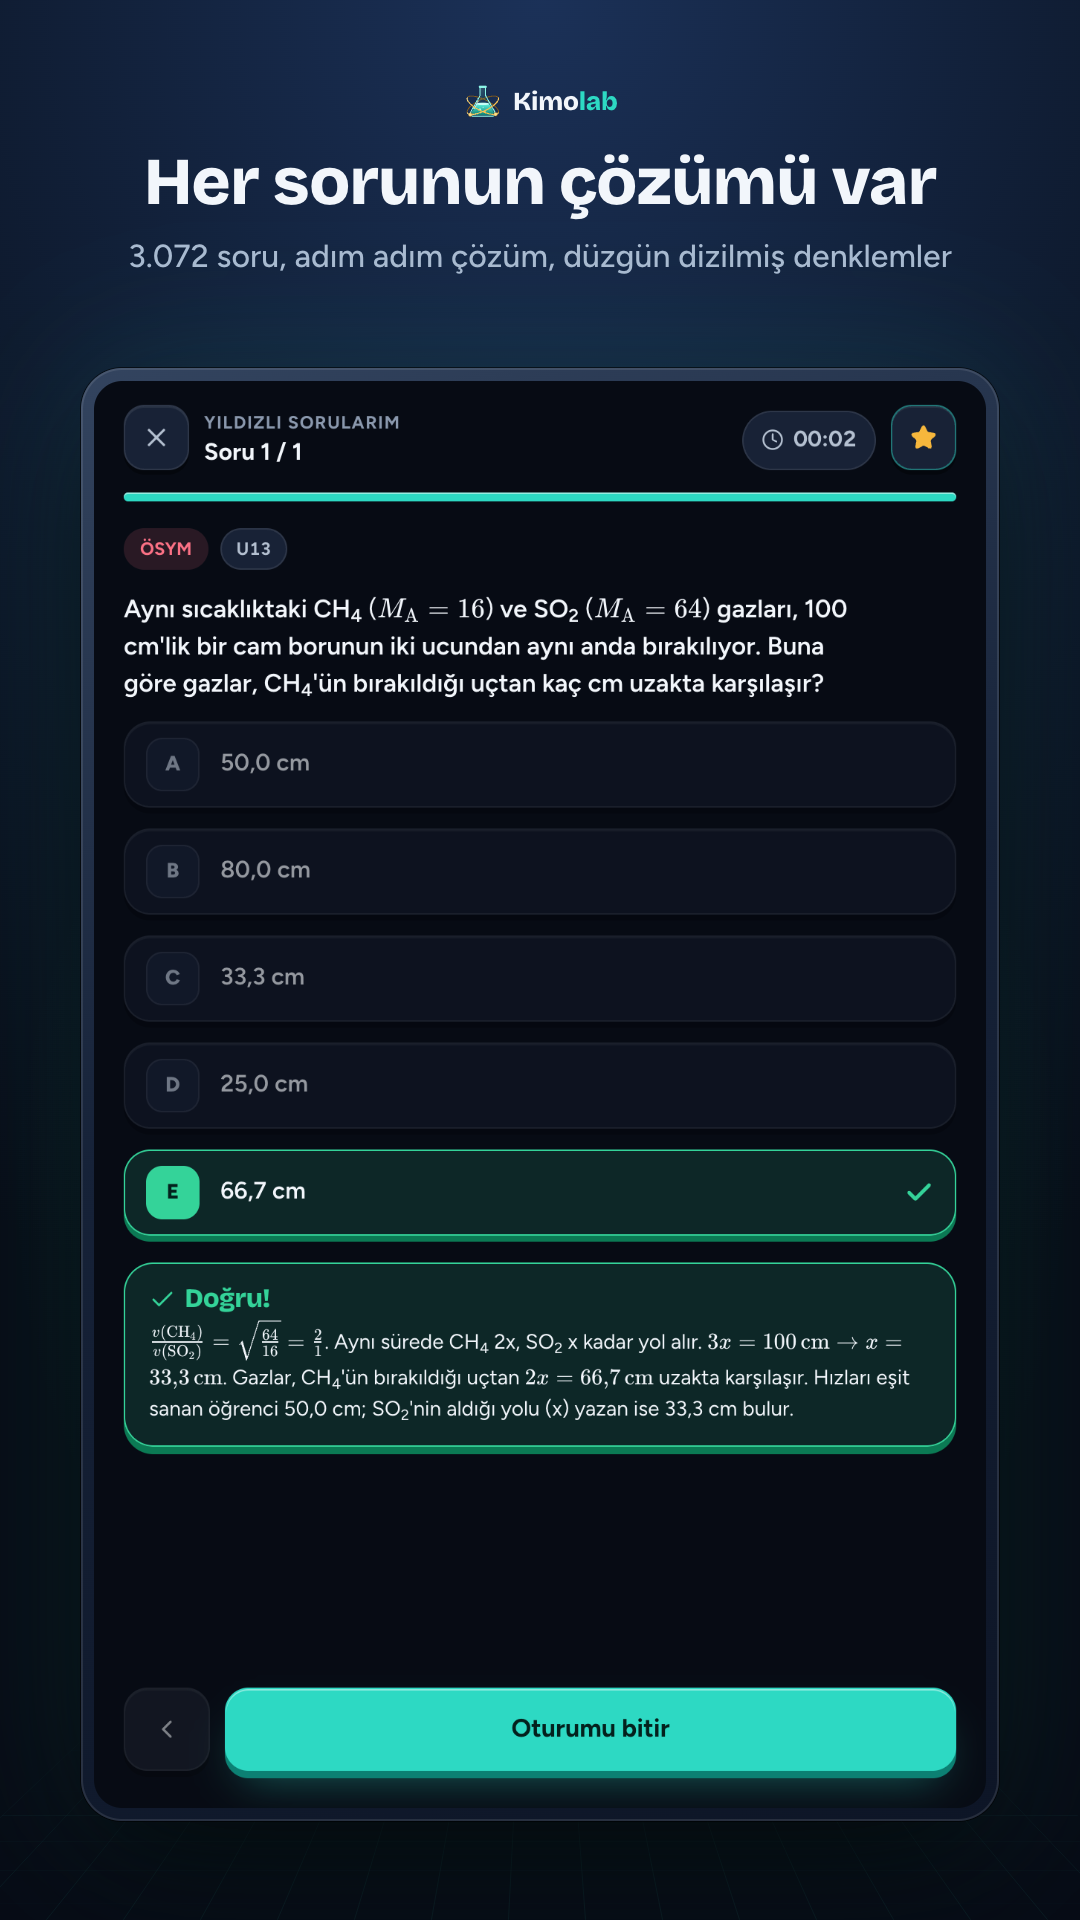 Kimolab
Her sorunun çözümü var
3.072 soru, adım adım çözüm, düzgün dizilmiş denklemler
YILDIZLI SORULARIM
Soru 1 / 1
00:02
ÖSYM
U13
Aynı sıcaklıktaki CH₄ (M_A = 16) ve SO₂ (M_A = 64) gazları, 100
cm'lik bir cam borunun iki ucundan aynı anda bırakılıyor. Buna
göre gazlar, CH₄'ün bırakıldığı uçtan kaç cm uzakta karşılaşır?
A 50,0 cm
B 80,0 cm
C 33,3 cm
D 25,0 cm
E 66,7 cm
Doğru!
v(CH₄)/v(SO₂) = √(64/16) = 2/1. Aynı sürede CH₄ 2x, SO₂ x kadar yol alır. 3x = 100 cm → x =
33,3 cm. Gazlar, CH₄'ün bırakıldığı uçtan 2x = 66,7 cm uzakta karşılaşır. Hızları eşit
sanan öğrenci 50,0 cm; SO₂'nin aldığı yolu (x) yazan ise 33,3 cm bulur.
Oturumu bitir